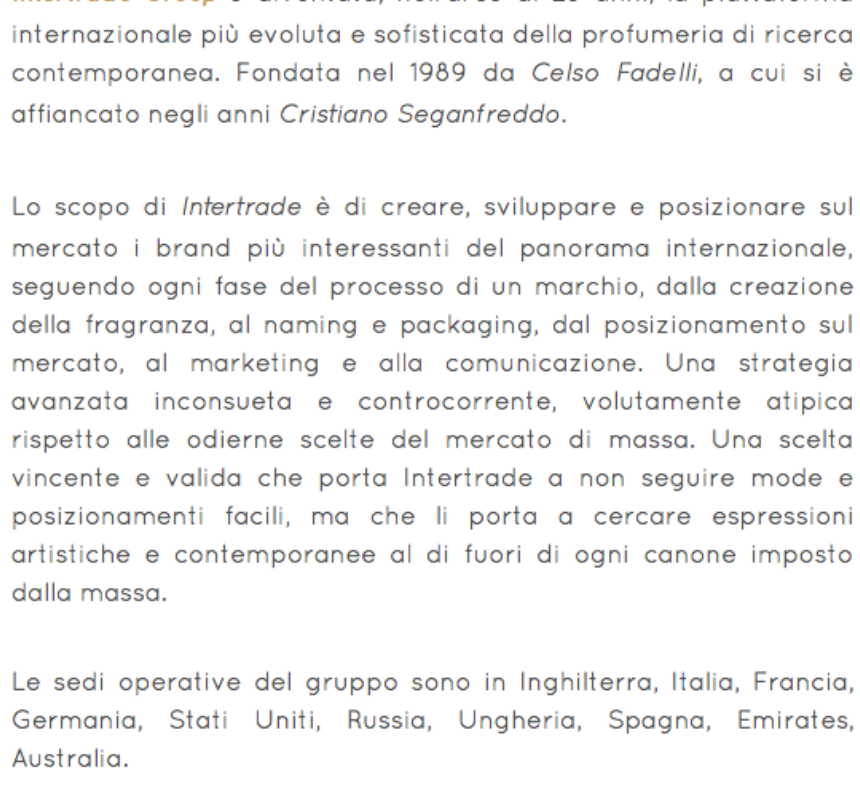 internazionale più evoluta e sofisticata della profumeria di ricerca
contemporanea. Fondata nel 1989 da Celso Fadelli, a cui si è
affiancato negli anni Cristiano Seganfreddo.
Lo scopo di Intertrade è di creare, sviluppare e posizionare sul
mercato i brand più interessanti del panorama internazionale,
seguendo ogni fase del processo di un marchio, dalla creazione
della fragranza, al naming e packaging, dal posizionamento sul
mercato, al marketing e alla comunicazione. Una strategia
avanzata inconsueta e controcorrente, volutamente atipica
rispetto alle odierne scelte del mercato di massa. Una scelta
vincente e valida che porta Intertrade a non seguire mode e
posizionamenti facili, ma che li porta a cercare espressioni
artistiche e contemporanee al di fuori di ogni canone imposto
dalla massa.
Le sedi operative del gruppo sono in Inghilterra, Italia, Francia,
Germania, Stati Uniti, Russia, Ungheria, Spagna, Emirates,
Australia.